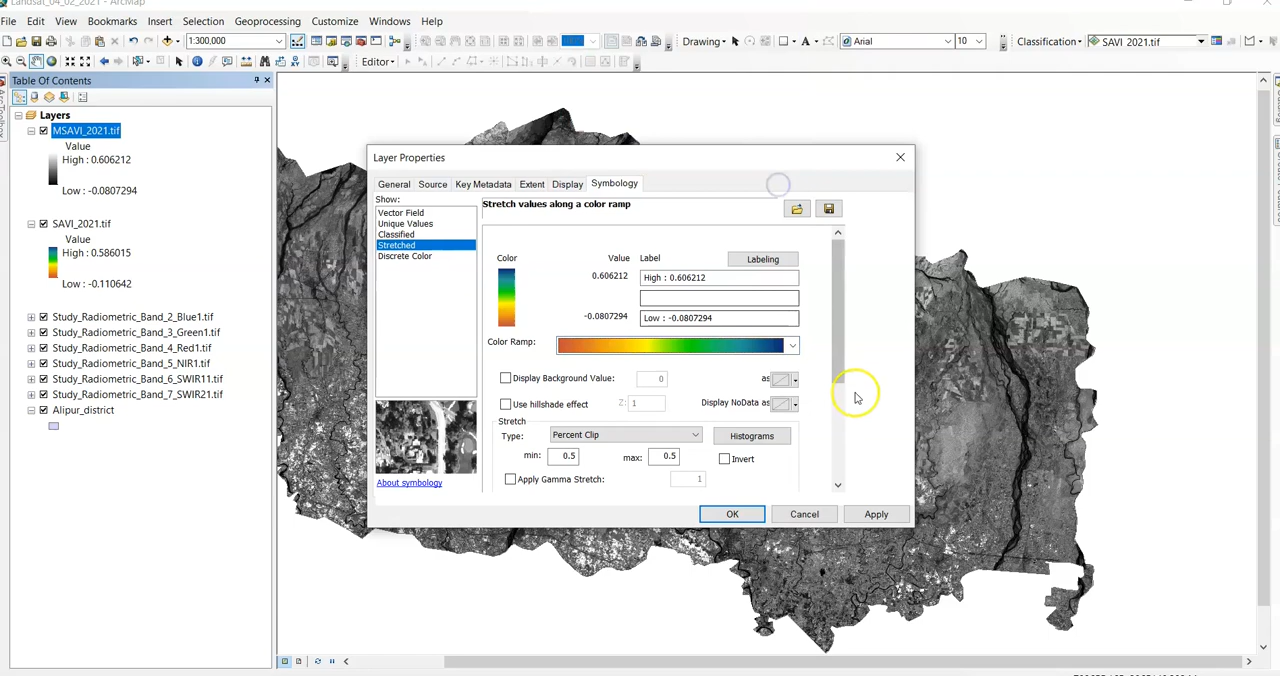 Landsat_04_02_2021 - ArcMap
File Edit View Bookmarks Insert Selection Geoprocessing Customize Windows Help
1:300,000 Drawing Arial 10 Classification SAVI_2021.tif
Editor
Table Of Contents
Layers
MSAVI_2021.tif
Value
High : 0.606212
Low : -0.0807294
SAVI_2021.tif
Value
High : 0.586015
Low : -0.110642
Study_Radiometric_Band_2_Blue1.tif
Study_Radiometric_Band_3_Green1.tif
Study_Radiometric_Band_4_Red1.tif
Study_Radiometric_Band_5_NIR1.tif
Study_Radiometric_Band_6_SWIR11.tif
Study_Radiometric_Band_7_SWIR21.tif
Alipur_district
Layer Properties
General Source Key Metadata Extent Display Symbology
Show:
Vector Field
Unique Values
Classified
Stretched
Discrete Color
About symbology
Stretch values along a color ramp
Color Value Label Labeling
0.606212 High : 0.606212
-0.0807294 Low : -0.0807294
Color Ramp:
Display Background Value: 0 as
Use hillshade effect Z: 1 Display NoData as
Stretch
Type: Percent Clip Histograms
min: 0.5 max: 0.5 Invert
Apply Gamma Stretch: 1
OK Cancel Apply